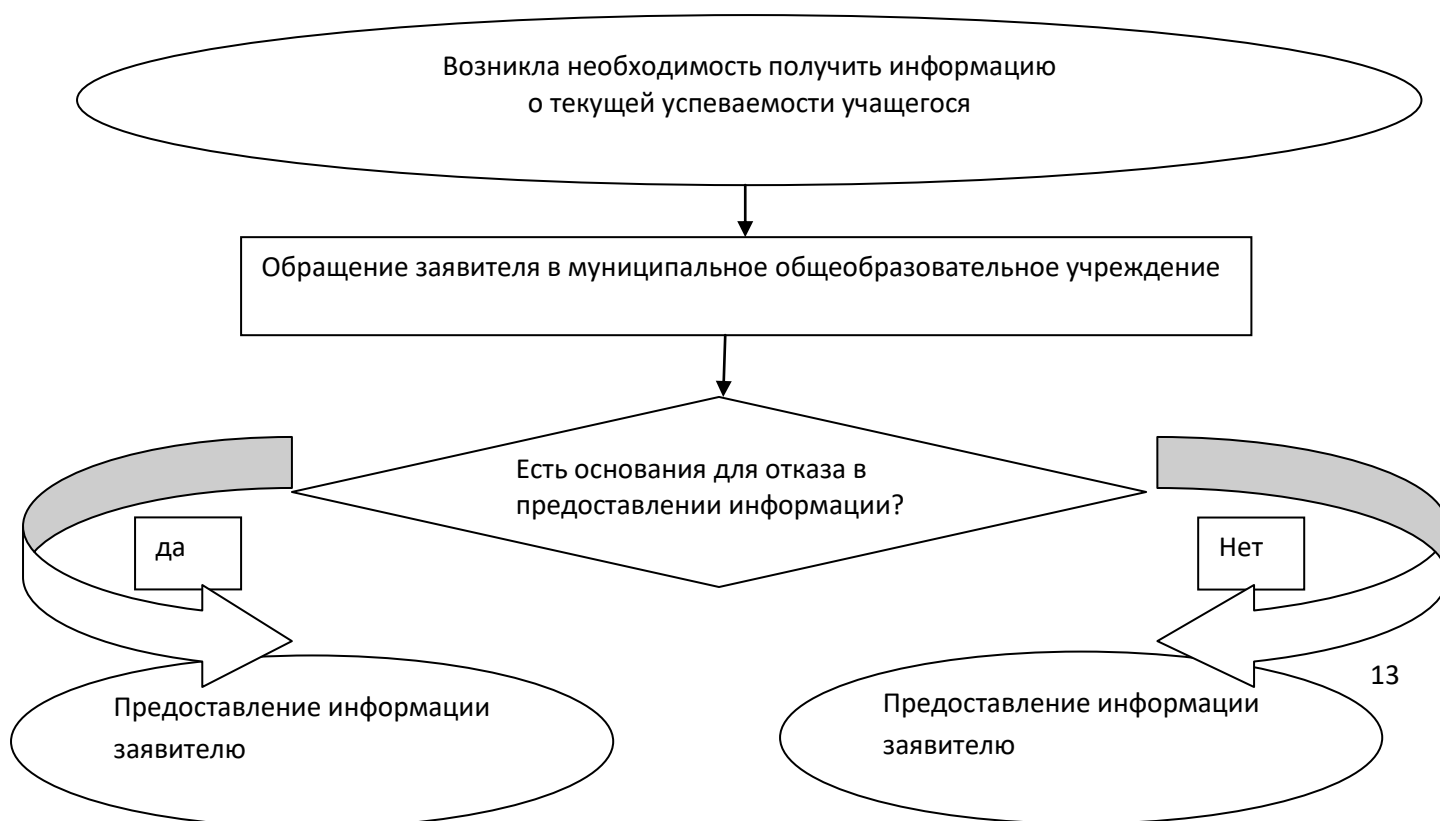 Возникла необходимость получить информацию
о текущей успеваемости учащегося
Обращение заявителя в муниципальное общеобразовательное учреждение
Есть основания для отказа в
предоставлении информации?
да
Нет
Предоставление информации
заявителю
Предоставление информации
заявителю
13